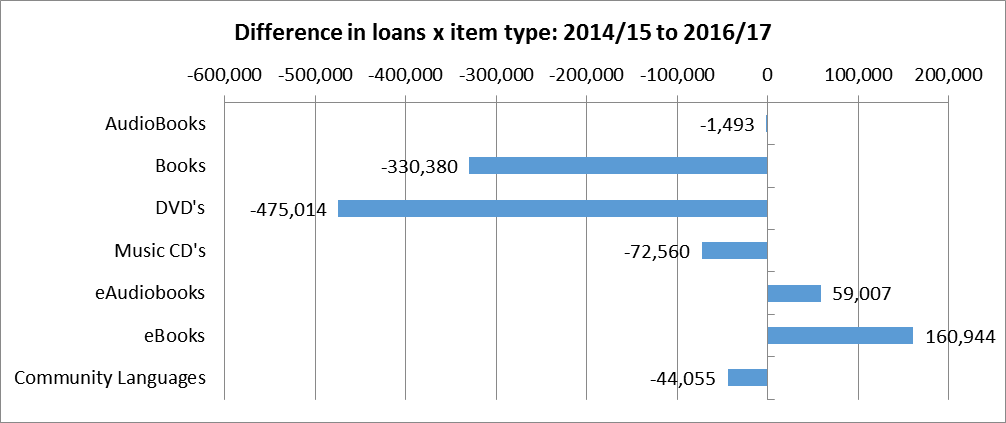 Difference in loans x item type: 2014/15 to 2016/17
-600,000 -500,000 -400,000 -300,000 -200,000 -100,000 0 100,000 200,000
AudioBooks -1,493
Books -330,380
DVD's -475,014
Music CD's -72,560
eAudiobooks 59,007
eBooks 160,944
Community Languages -44,055